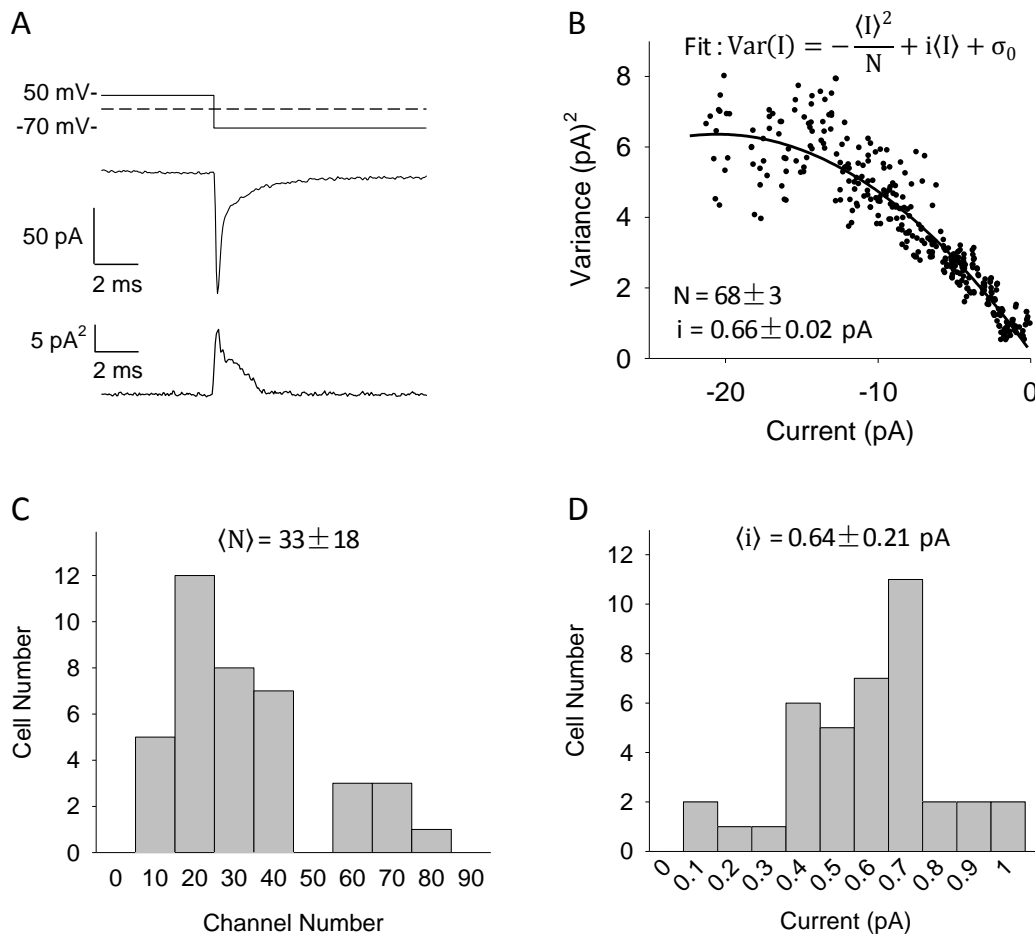 A
50 mV-
-70 mV-
50 pA
2 ms
5 pA²
2 ms
B
Fit : Var(I) = −⟨I⟩²/N + i⟨I⟩ + σ₀
Variance (pA)²
8
6
4
2
0
N = 68±3
i = 0.66±0.02 pA
-20 -10 0
Current (pA)
C
⟨N⟩ = 33±18
Cell Number
12
10
8
6
4
2
0
0 10 20 30 40 50 60 70 80 90
Channel Number
D
⟨i⟩ = 0.64±0.21 pA
Cell Number
12
10
8
6
4
2
0
0 0.1 0.2 0.3 0.4 0.5 0.6 0.7 0.8 0.9 1
Current (pA)